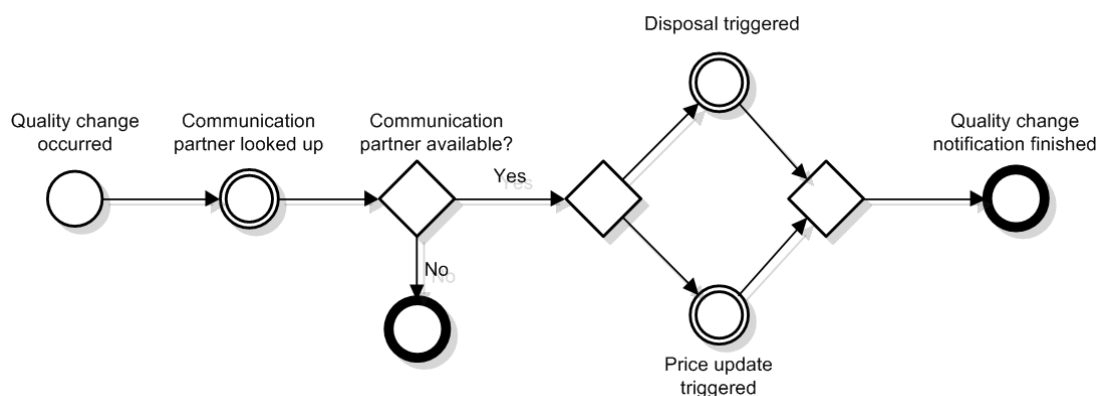 Disposal triggered
Quality change
occurred
Communication
partner looked up
Communication
partner available?
Yes
No
Quality change
notification finished
Price update
triggered